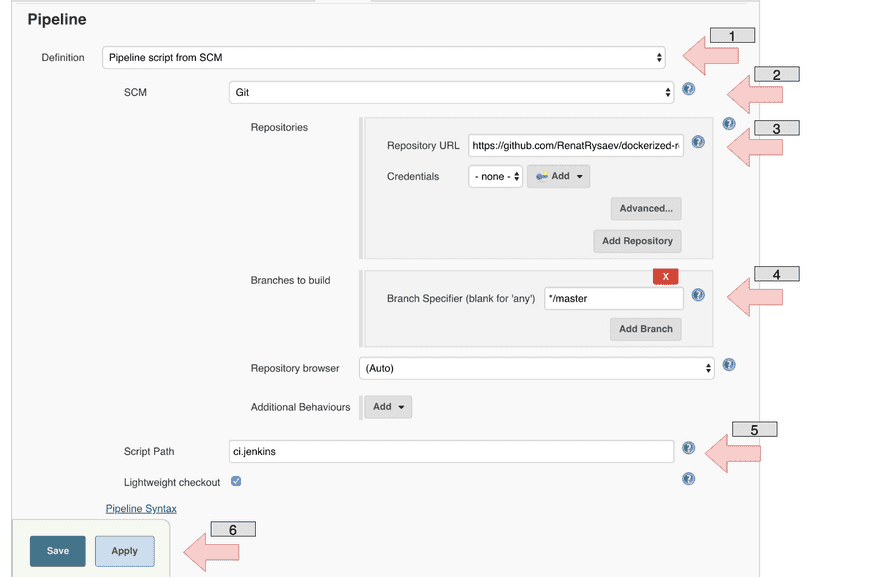 Pipeline
1
Definition Pipeline script from SCM
2
SCM Git
Repositories
3
Repository URL https://github.com/RenatRysaev/dockerized-r
Credentials - none - Add
Advanced...
Add Repository
4
Branches to build X
Branch Specifier (blank for 'any') */master
Add Branch
Repository browser (Auto)
Additional Behaviours Add
5
Script Path ci.jenkins
Lightweight checkout
Pipeline Syntax
6
Save Apply